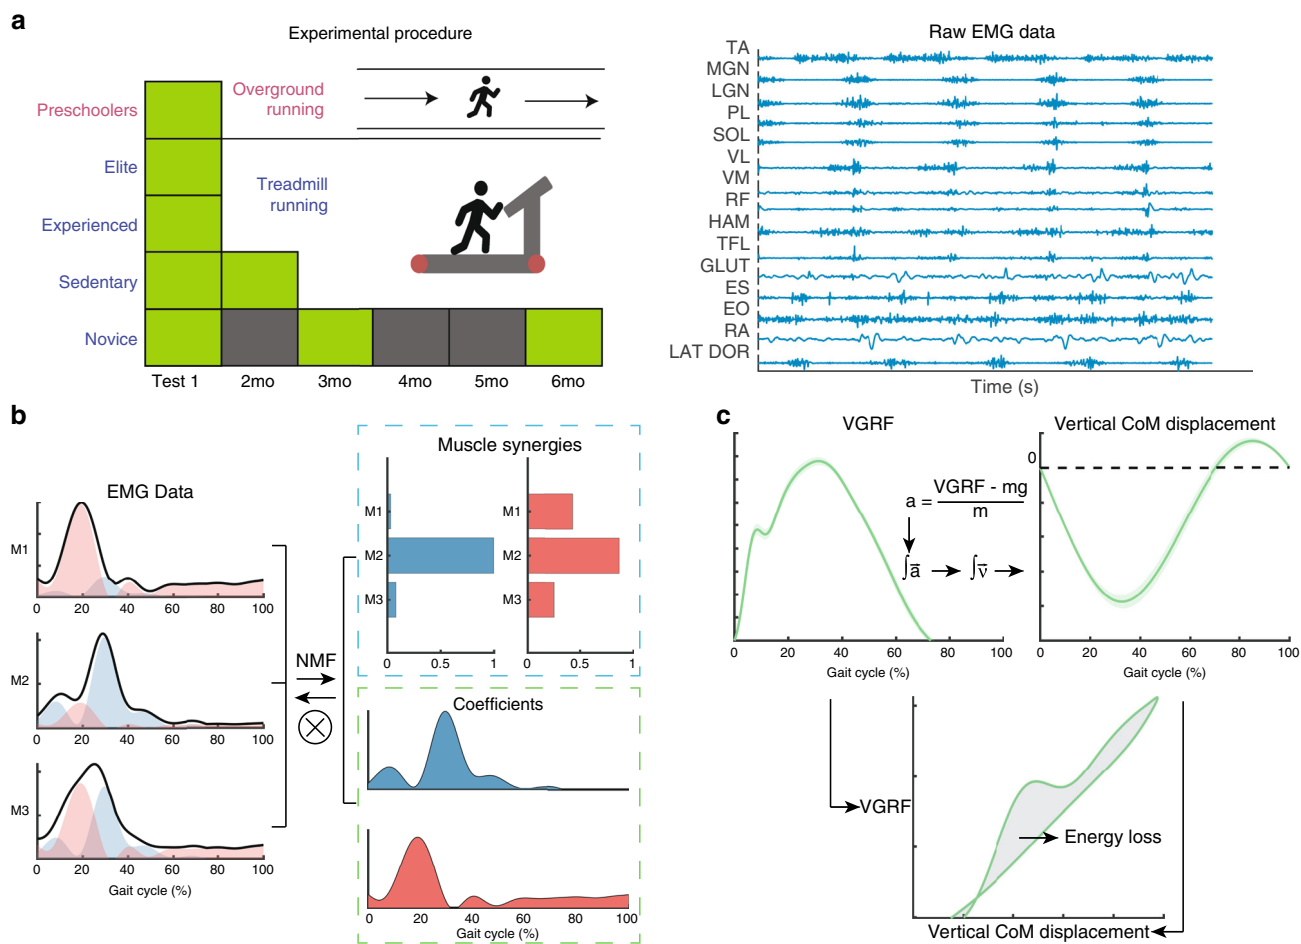 a
Experimental procedure
Preschoolers
Elite
Experienced
Sedentary
Novice
Overground
running
Treadmill
running
Test 1 2mo 3mo 4mo 5mo 6mo
Raw EMG data
TA
MGN
LGN
PL
SOL
VL
VM
RF
HAM
TFL
GLUT
ES
EO
RA
LAT DOR
Time (s)
b
EMG Data
M1
0 20 40 60 80 100
M2
0 20 40 60 80 100
M3
0 20 40 60 80 100
Gait cycle (%)
NMF
Muscle synergies
M1
M2
M3
0 0.5 1
M1
M2
M3
0 0.5 1
Coefficients
0 20 40 60 80 100
Gait cycle (%)
c
VGRF
0 20 40 60 80 100
Gait cycle (%)
a = VGRF - mg
m
∫a̅ ∫v̅
Vertical CoM displacement
0
0 20 40 60 80 100
Gait cycle (%)
VGRF
Energy loss
Vertical CoM displacement